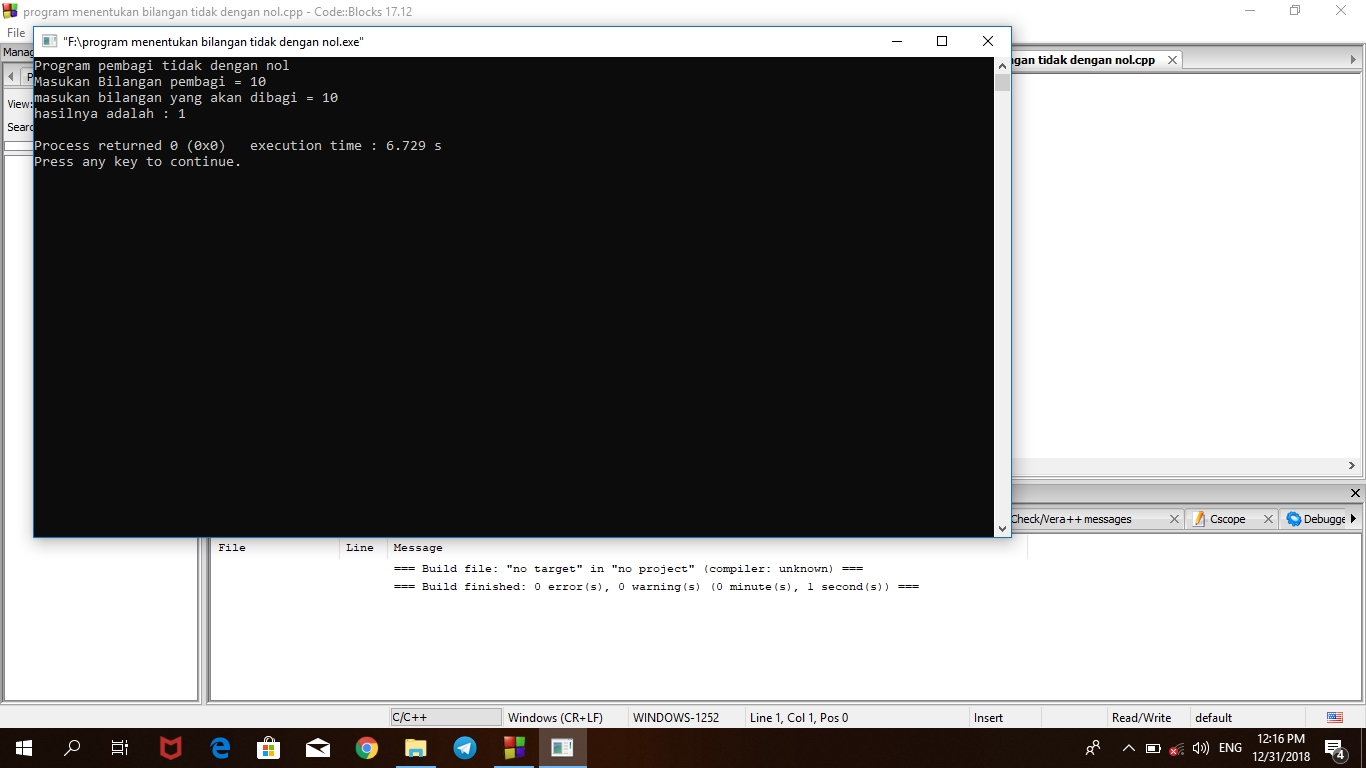 program menentukan bilangan tidak dengan nol.cpp - Code::Blocks 17.12
File
"F:\program menentukan bilangan tidak dengan nol.exe"
Manag
gan tidak dengan nol.cpp
P
View:
Searc
Program pembagi tidak dengan nol
Masukan Bilangan pembagi = 10
masukan bilangan yang akan dibagi = 10
hasilnya adalah : 1
Process returned 0 (0x0)   execution time : 6.729 s
Press any key to continue.
Check/Vera++ messages
Cscope
Debugge
File Line Message
=== Build file: "no target" in "no project" (compiler: unknown) ===
=== Build finished: 0 error(s), 0 warning(s) (0 minute(s), 1 second(s)) ===
C/C++ Windows (CR+LF) WINDOWS-1252 Line 1, Col 1, Pos 0 Insert Read/Write default
ENG
12:16 PM
12/31/2018
4